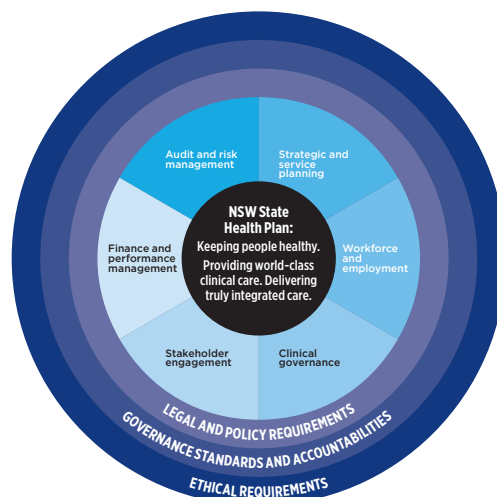 Audit and risk
management
Strategic and
service
planning
NSW State
Health Plan:
Keeping people healthy.
Providing world-class
clinical care. Delivering
truly integrated care.
Finance and
performance
management
Workforce
and
employment
Stakeholder
engagement
Clinical
governance
LEGAL AND POLICY REQUIREMENTS
GOVERNANCE STANDARDS AND ACCOUNTABILITIES
ETHICAL REQUIREMENTS